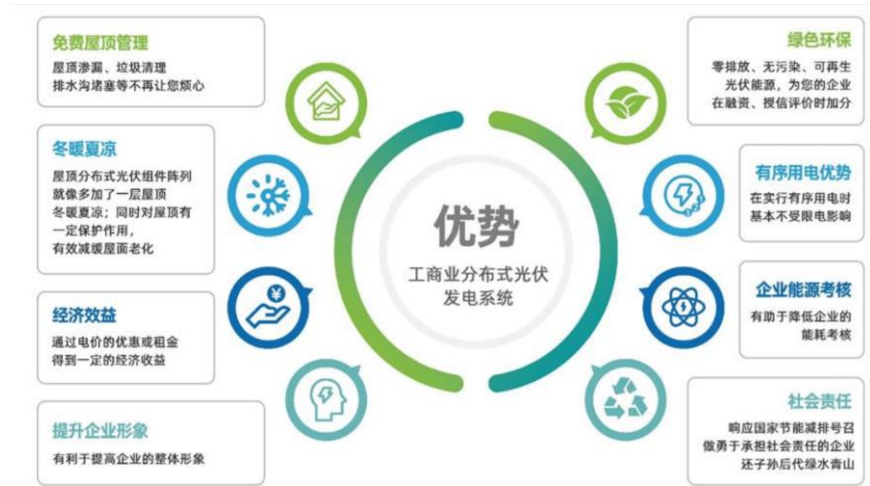 免费屋顶管理
屋顶渗漏、垃圾清理
排水沟堵塞等不再让您烦心
冬暖夏凉
屋顶分布式光伏组件阵列
就像多加了一层屋顶
冬暖夏凉；同时对屋顶有
一定保护作用，
有效减缓屋面老化
经济效益
通过电价的优惠或租金
得到一定的经济收益
提升企业形象
有利于提高企业的整体形象
¥
优势
工商业分布式光伏
发电系统
绿色环保
零排放、无污染、可再生
光伏能源，为您的企业
在融资、授信评价时加分
有序用电优势
在实行有序用电时
基本不受限电影响
企业能源考核
有助于降低企业的
能耗考核
社会责任
响应国家节能减排号召
做勇于承担社会责任的企业
还子孙后代绿水青山